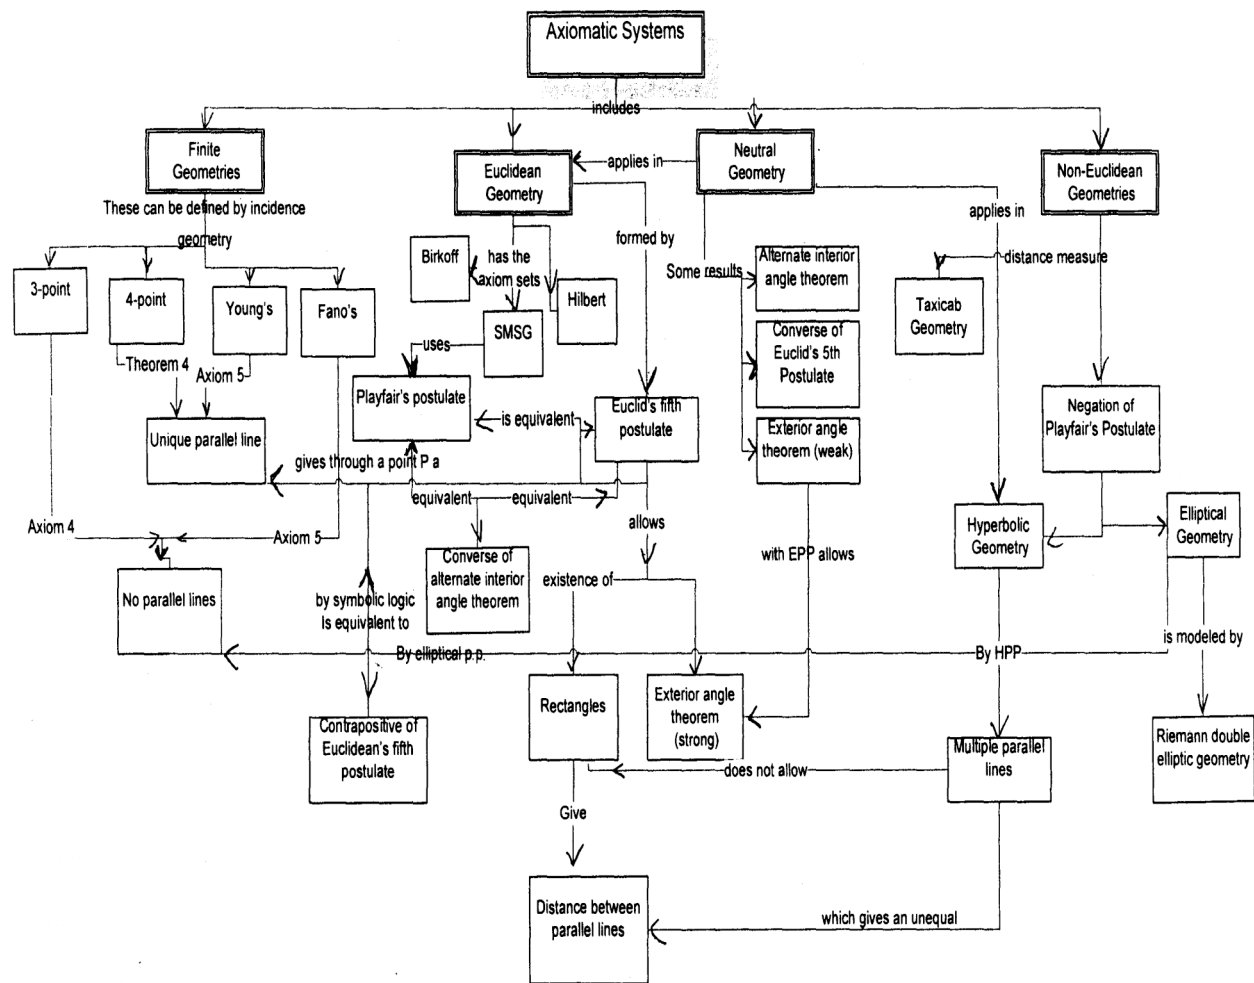 Axiomatic Systems
includes
Finite
Geometries
Euclidean
Geometry
applies in
Neutral
Geometry
Non-Euclidean
Geometries
These can be defined by incidence
geometry
applies in
formed by
Birkoff
has the
axiom sets
Hilbert
Some results
Alternate interior
angle theorem
distance measure
3-point
4-point
Young's
Fano's
Taxicab
Geometry
SMSG
uses
Converse of
Euclid's 5th
Postulate
Theorem 4
Axiom 5
Playfair's postulate
is equivalent
Euclid's fifth
postulate
Negation of
Playfair's Postulate
Unique parallel line
Exterior angle
theorem (weak)
gives through a point P a
equivalent
equivalent
Axiom 4
Axiom 5
allows
Hyperbolic
Geometry
Elliptical
Geometry
with EPP allows
Converse of
alternate interior
angle theorem
existence of
No parallel lines
by symbolic logic
Is equivalent to
By elliptical p.p.
By HPP
is modeled by
Rectangles
Exterior angle
theorem
(strong)
Contrapositive of
Euclidean's fifth
postulate
Multiple parallel
lines
Riemann double
elliptic geometry
does not allow
Give
Distance between
parallel lines
which gives an unequal